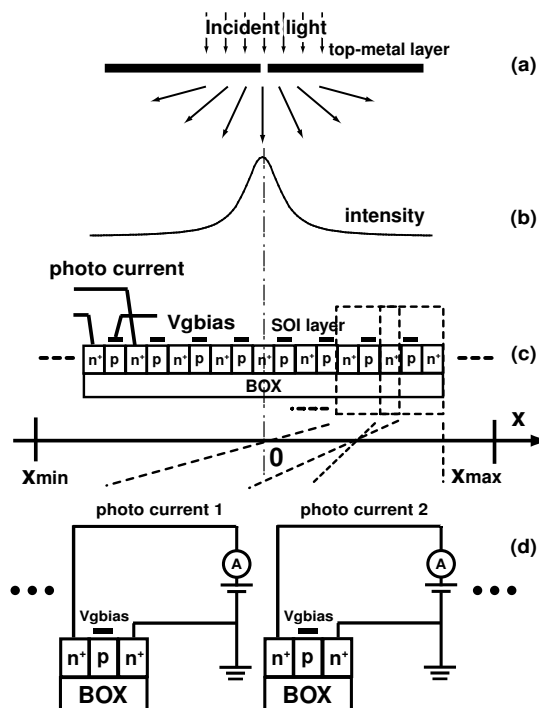 Incident light
top-metal layer
(a)
intensity
(b)
photo current
Vgbias
SOI layer
n+ p n+ p n+ p n+ p n+ p n+ p n+ p n+ p n+
(c)
BOX
x
xmin
0
xmax
photo current 1
photo current 2
(d)
A
A
Vgbias
Vgbias
n+ p n+
n+ p n+
BOX
BOX